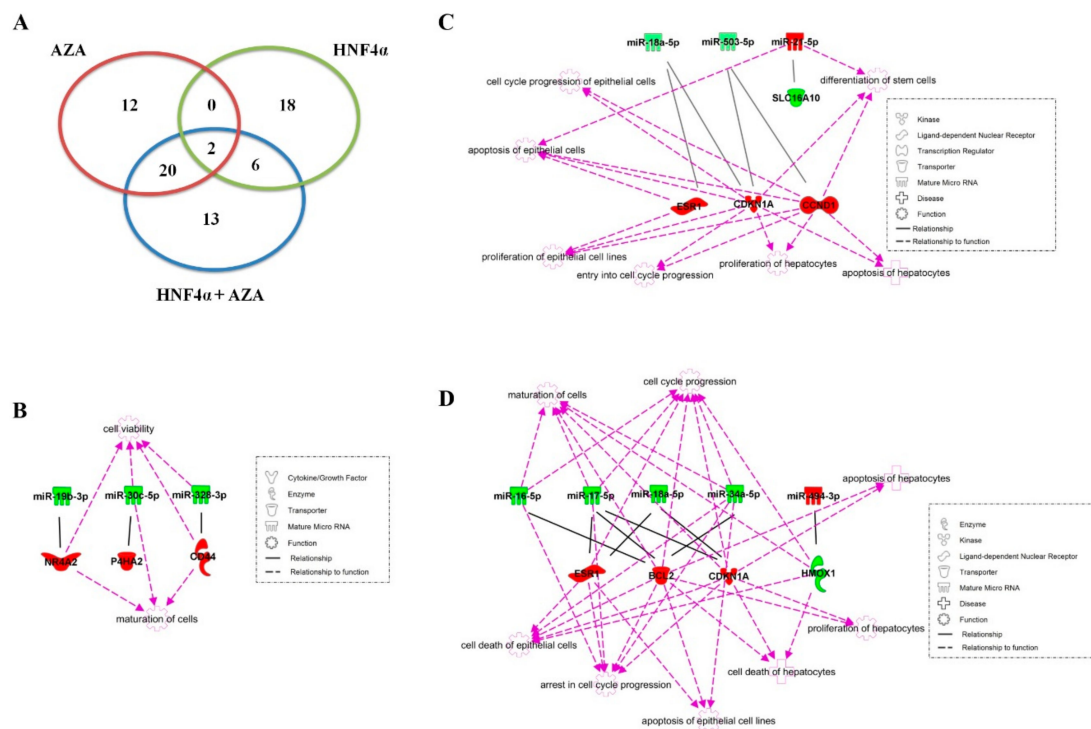 A
AZA
HNF4α
12
0
18
2
20
6
13
HNF4α + AZA
B
cell viability
miR-19b-3p
miR-30c-5p
miR-328-3p
NR4A2
P4HA2
CD44
maturation of cells
Cytokine/Growth Factor
Enzyme
Transporter
Mature Micro RNA
Function
Relationship
Relationship to function
C
miR-18a-5p
miR-503-5p
miR-21-5p
cell cycle progression of epithelial cells
differentiation of stem cells
SLC16A10
apoptosis of epithelial cells
ESR1
CDKN1A
CCND1
proliferation of epithelial cell lines
entry into cell cycle progression
proliferation of hepatocytes
apoptosis of hepatocytes
Kinase
Ligand-dependent Nuclear Receptor
Transcription Regulator
Transporter
Mature Micro RNA
Disease
Function
Relationship
Relationship to function
D
cell cycle progression
maturation of cells
apoptosis of hepatocytes
miR-16-5p
miR-17-5p
miR-18a-5p
miR-34a-5p
miR-494-3p
ESR1
BCL2
CDKN1A
HMOX1
proliferation of hepatocytes
cell death of epithelial cells
cell death of hepatocytes
arrest in cell cycle progression
apoptosis of epithelial cell lines
Enzyme
Kinase
Ligand-dependent Nuclear Receptor
Transporter
Mature Micro RNA
Disease
Function
Relationship
Relationship to function